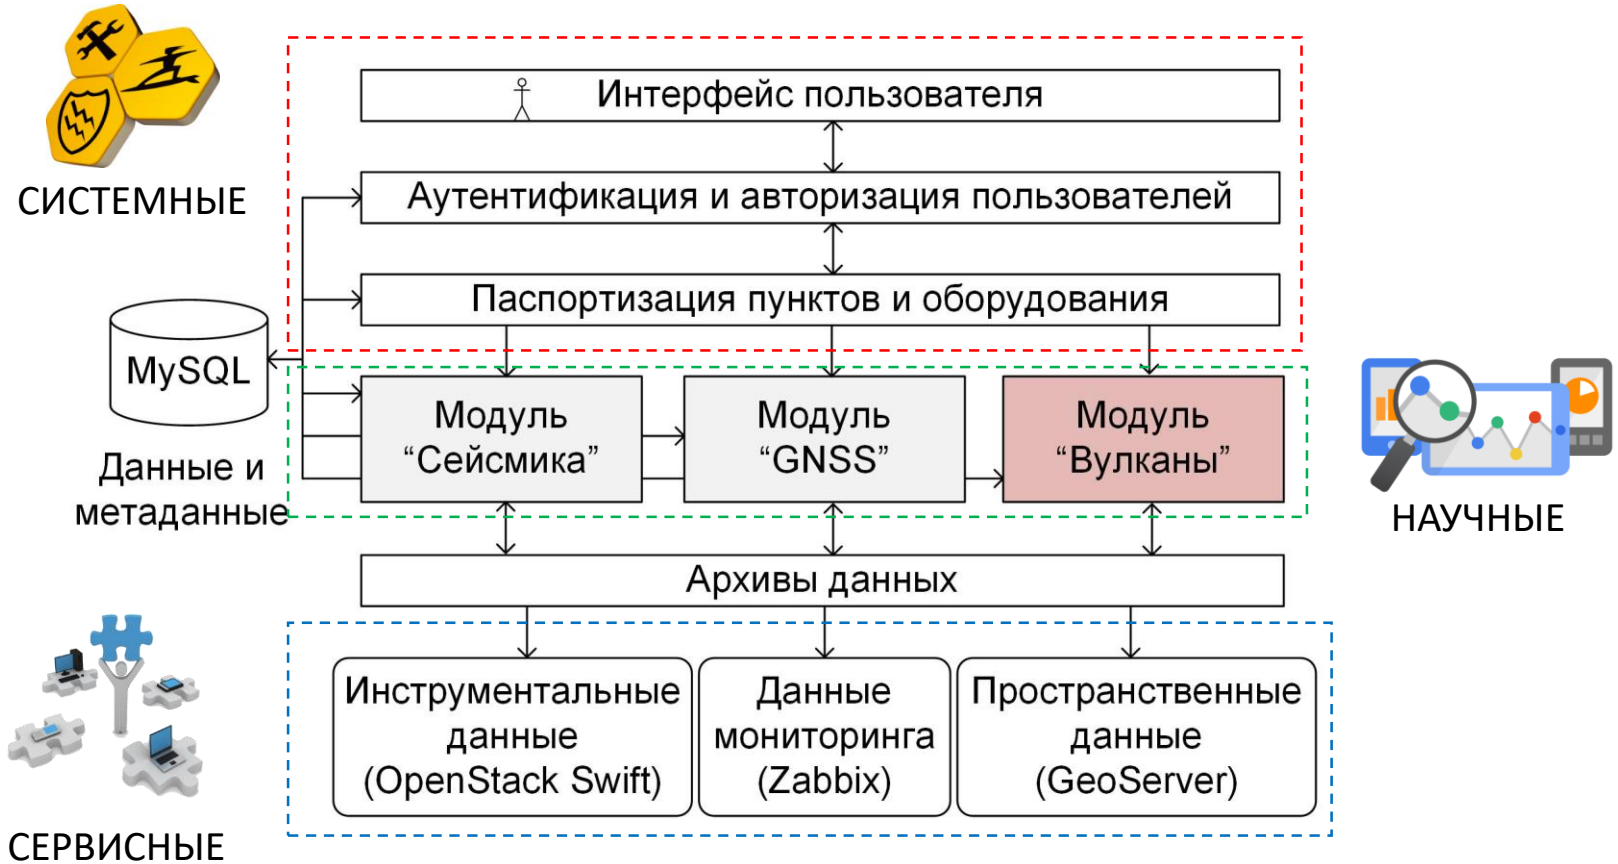 Интерфейс пользователя
СИСТЕМНЫЕ
Аутентификация и авторизация пользователей
Паспортизация пунктов и оборудования
MySQL
Данные и
метаданные
Модуль
“Сейсмика”
Модуль
“GNSS”
Модуль
“Вулканы”
НАУЧНЫЕ
Архивы данных
Инструментальные
данные
(OpenStack Swift)
Данные
мониторинга
(Zabbix)
Пространственные
данные
(GeoServer)
СЕРВИСНЫЕ